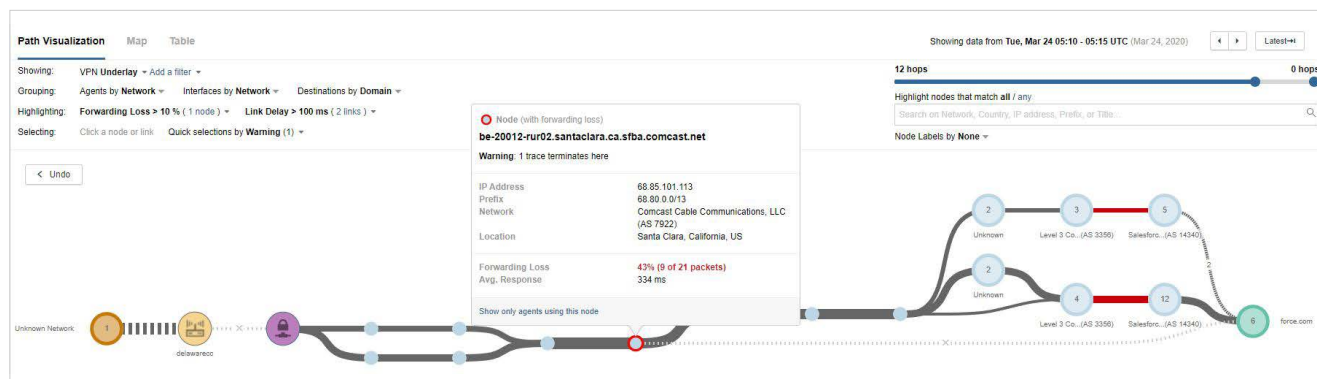 Path Visualization Map Table
Showing data from Tue, Mar 24 05:10 - 05:15 UTC (Mar 24, 2020)
Latest
Showing: VPN Underlay Add a filter
Grouping: Agents by Network Interfaces by Network Destinations by Domain
Highlighting: Forwarding Loss > 10 % ( 1 node ) Link Delay > 100 ms ( 2 links )
Selecting: Click a node or link Quick selections by Warning (1)
12 hops 0 hops
Highlight nodes that match all / any
Search on Network, Country, IP address, Prefix, or Title...
Node Labels by None
< Undo
Node (with forwarding loss)
be-20012-rur02.santaclara.ca.sfba.comcast.net
Warning: 1 trace terminates here
IP Address 68.85.101.113
Prefix 68.80.0.0/13
Network Comcast Cable Communications, LLC
(AS 7922)
Location Santa Clara, California, US
Forwarding Loss 43% (9 of 21 packets)
Avg. Response 334 ms
Show only agents using this node
2 3 5
Unknown Level 3 Co...(AS 3356) Salesforc...(AS 14340)
2
2
Unknown
4 12
Level 3 Co...(AS 3356) Salesforc...(AS 14340)
Unknown Network 1
delawarecc
6 force.com